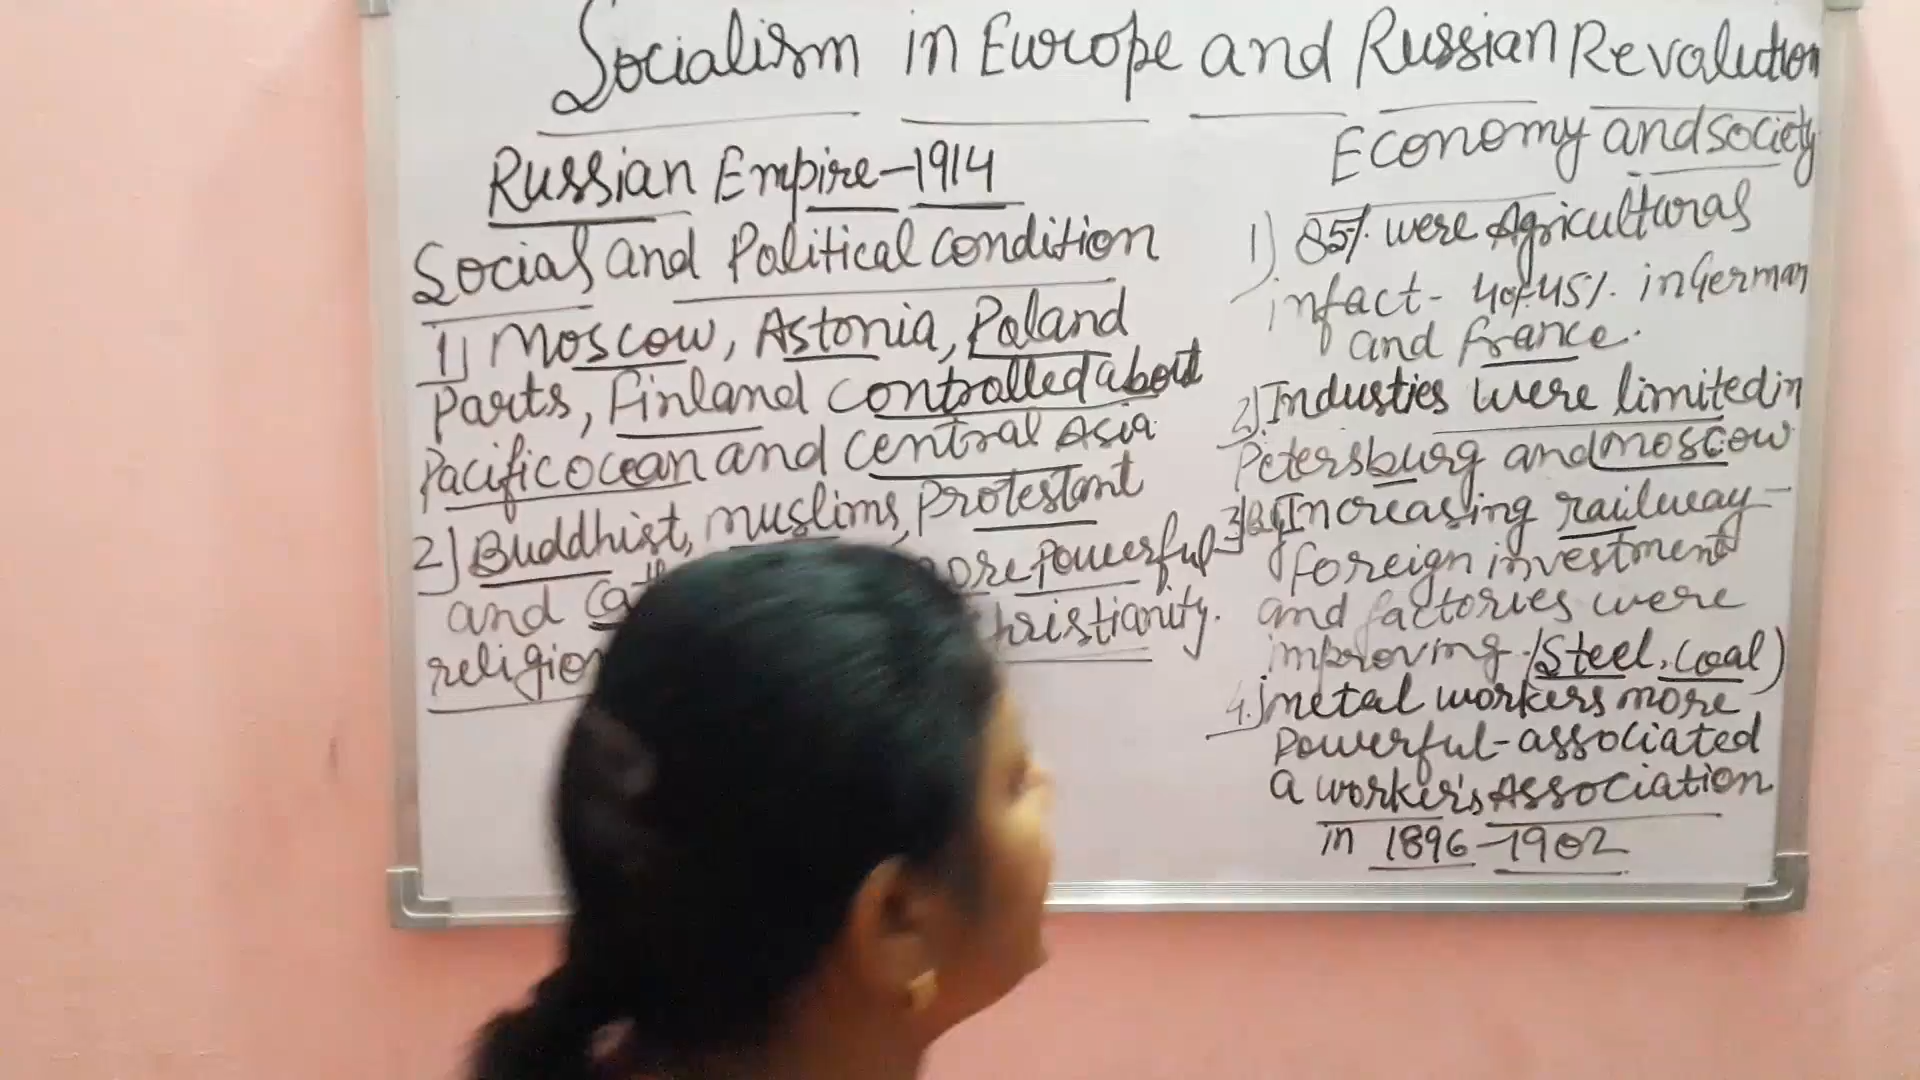 Socialism in Europe and Russian Revalution
Russian Empire-1914
Social and Political condition
1) Moscow, Astonia, Poland
Parts, Finland controlled about
Pacific ocean and central Asia
2) Buddhist, muslims, Protestant
and powerful
religion christianity.
Economy and society
1) 85% were Agricultural
infact - 40%-45%. in German
and france.
2) Industies were limited in
Petersburg and moscow
3) By Increasing railway-
foreign investment
and factories were
improving (Steel, coal)
4.) metal workers more
powerful-associated
a worker's Association
in 1896-1902